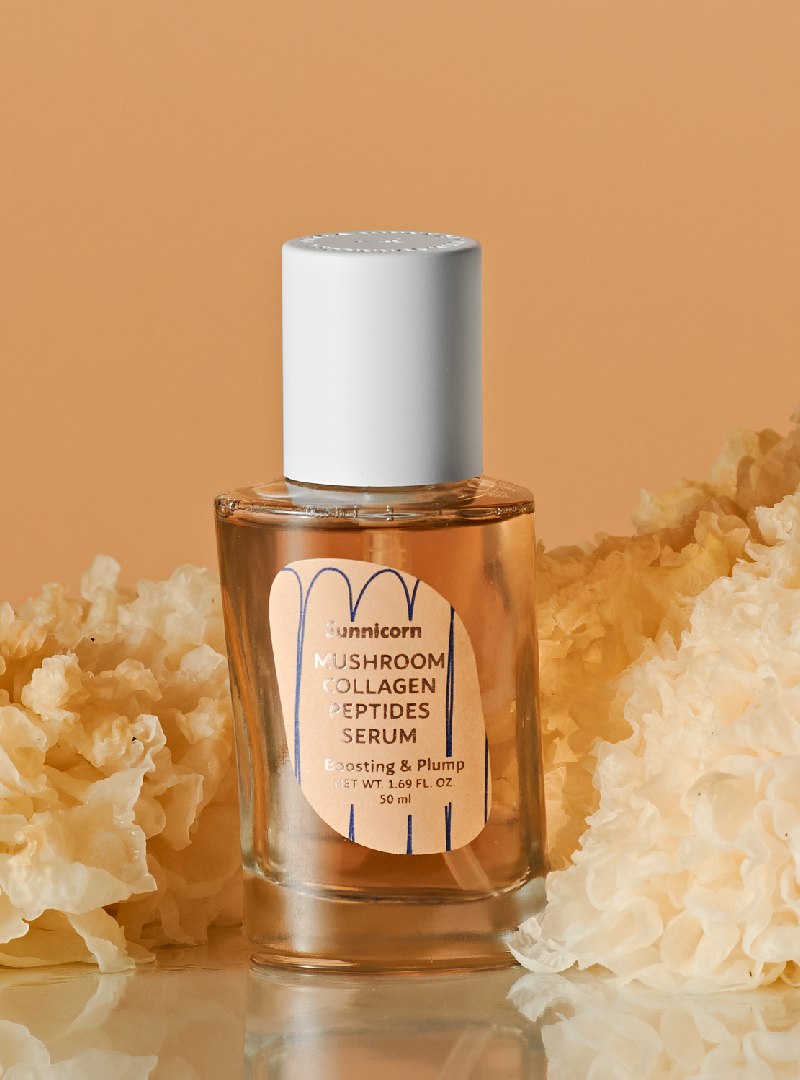 Sunnicorn
MUSHROOM
COLLAGEN
PEPTIDES
SERUM
Boosting & Plump
NET WT. 1.69 FL. OZ.
50 ml